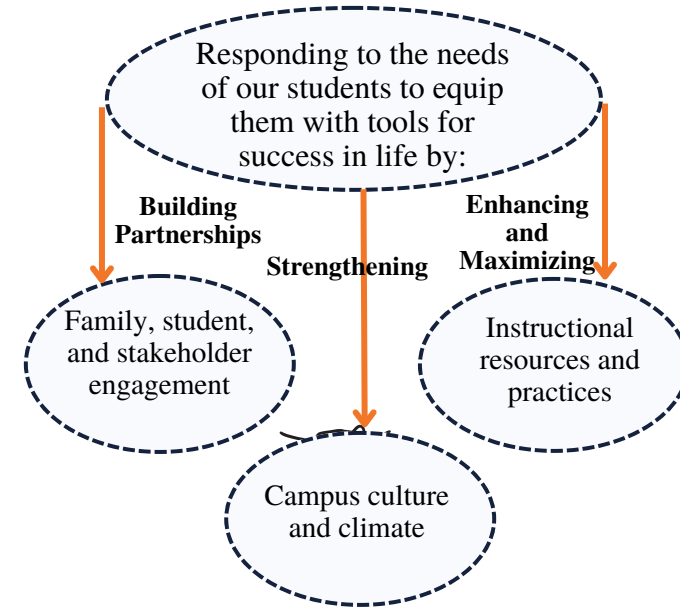 Responding to the needs
of our students to equip
them with tools for
success in life by:
Building
Partnerships
Strengthening
Enhancing
and
Maximizing
Family, student,
and stakeholder
engagement
Instructional
resources and
practices
Campus culture
and climate